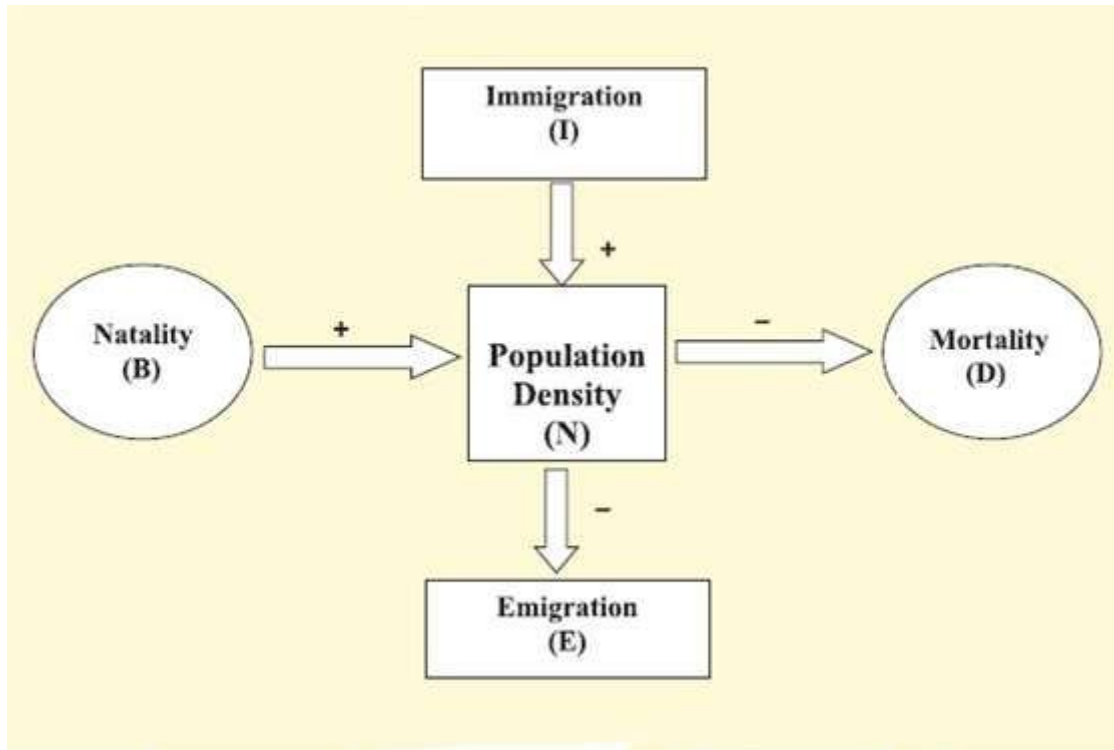 Immigration
(I)
+
Natality
(B)
+
Population
Density
(N)
−
Mortality
(D)
−
Emigration
(E)